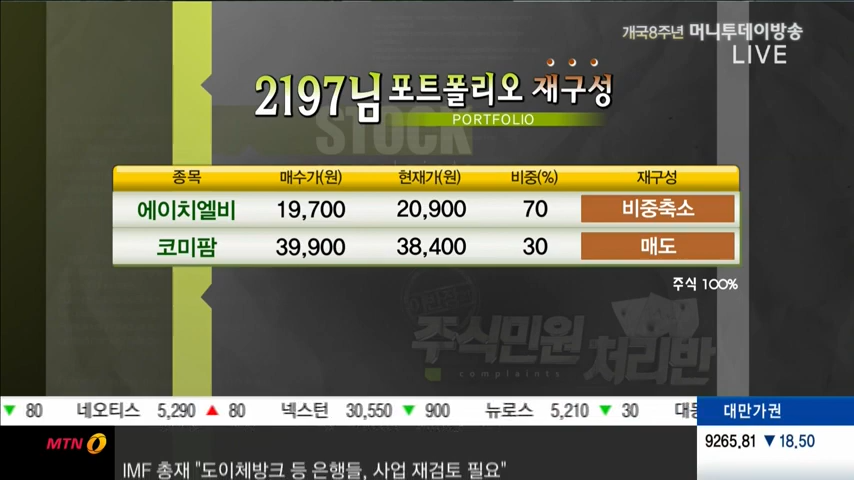 개국8주년 머니투데이방송
LIVE
2197님 포트폴리오 재구성
PORTFOLIO
STOCK
종목 매수가(원) 현재가(원) 비중(%) 재구성
에이치엘비 19,700 20,900 70 비중축소
코미팜 39,900 38,400 30 매도
주식 100%
주식민원 처리반
complaints
▼ 80 네오티스 5,290 ▲ 80 넥스턴 30,550 ▼ 900 뉴로스 5,210 ▼ 30 대동 대만가권
MTN 9265.81 ▼18.50
IMF 총재 "도이체방크 등 은행들, 사업 재검토 필요"